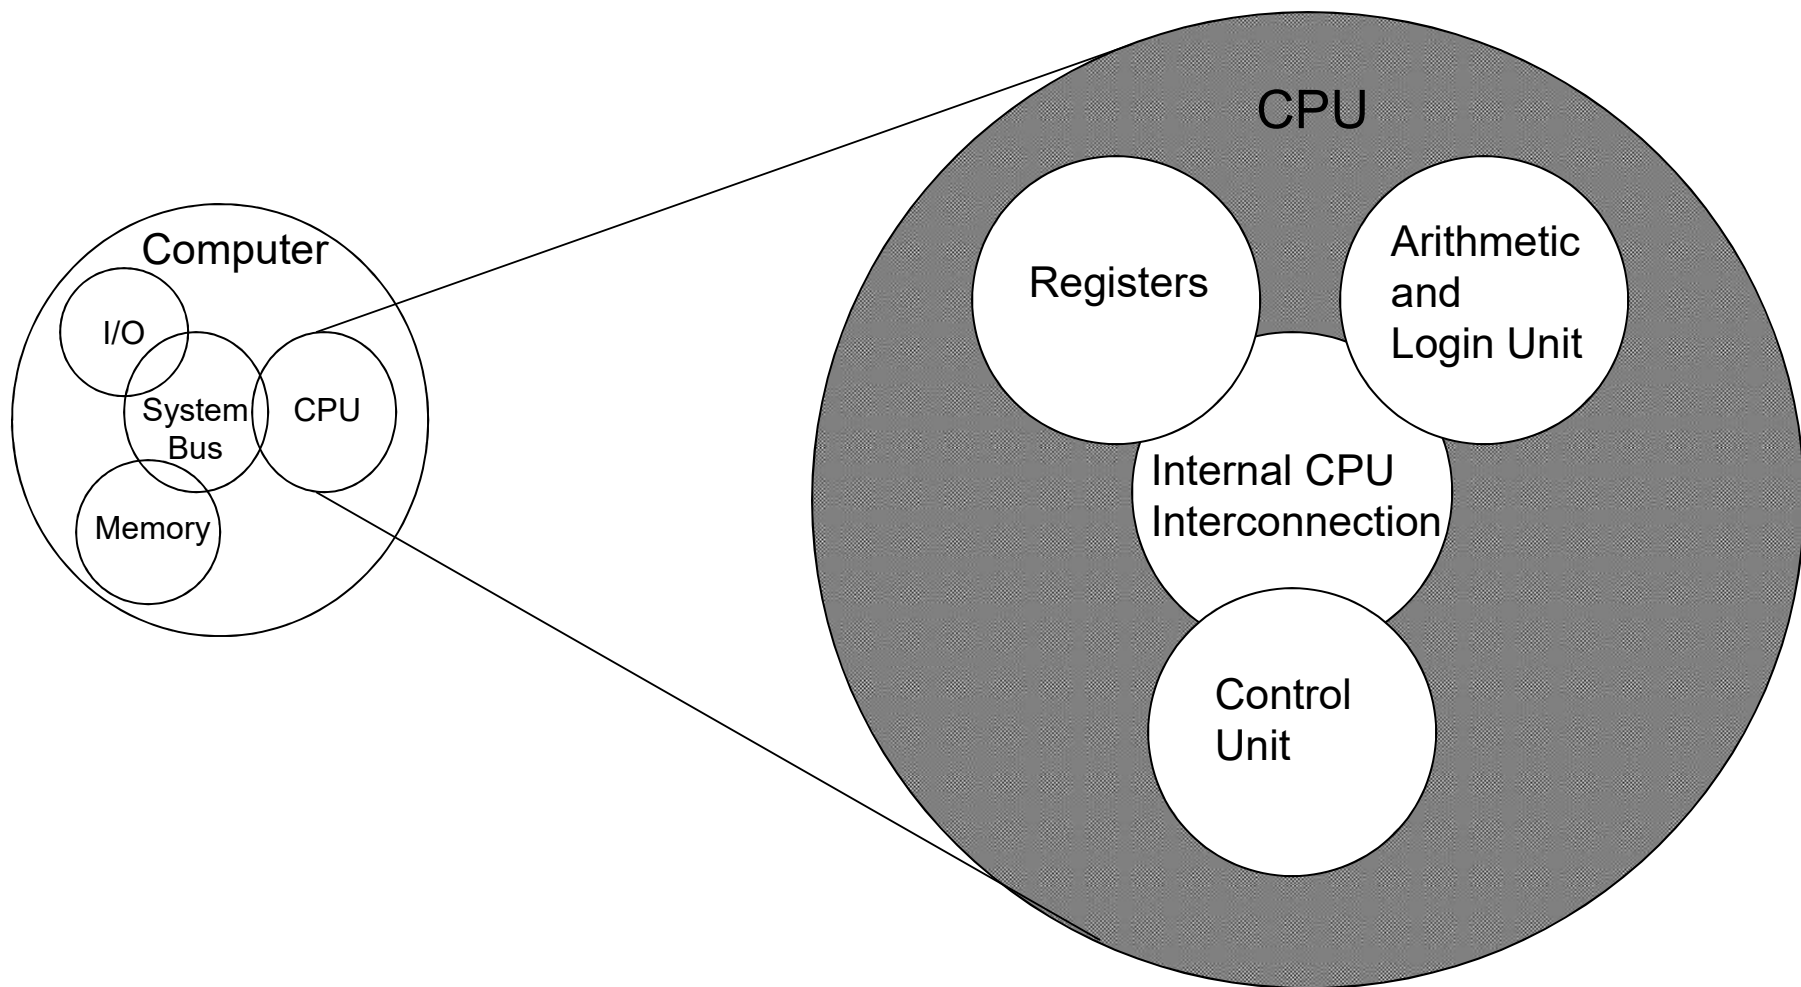 Computer
I/O
System
Bus
CPU
Memory
CPU
Registers
Arithmetic
and
Login Unit
Internal CPU
Interconnection
Control
Unit